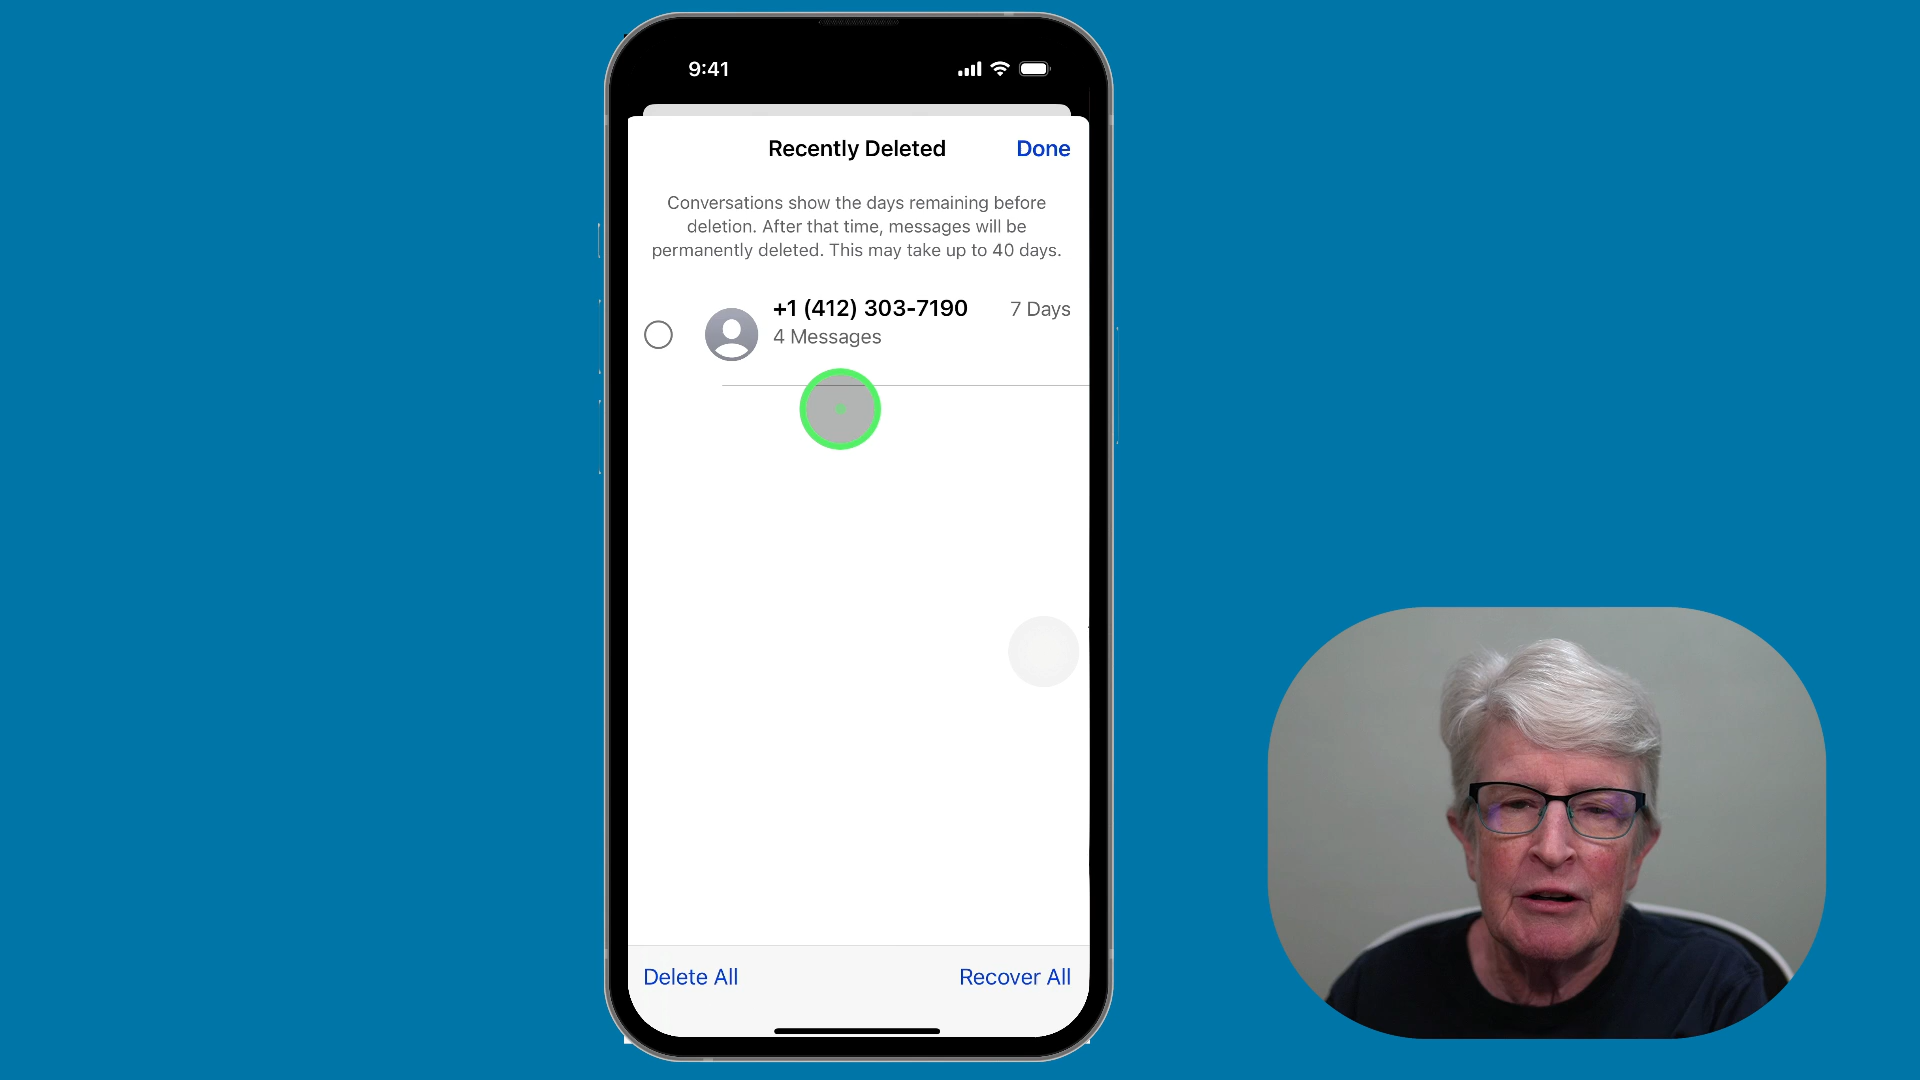 9:41
Recently Deleted
Done
Conversations show the days remaining before
deletion. After that time, messages will be
permanently deleted. This may take up to 40 days.
+1 (412) 303-7190
7 Days
4 Messages
Delete All
Recover All